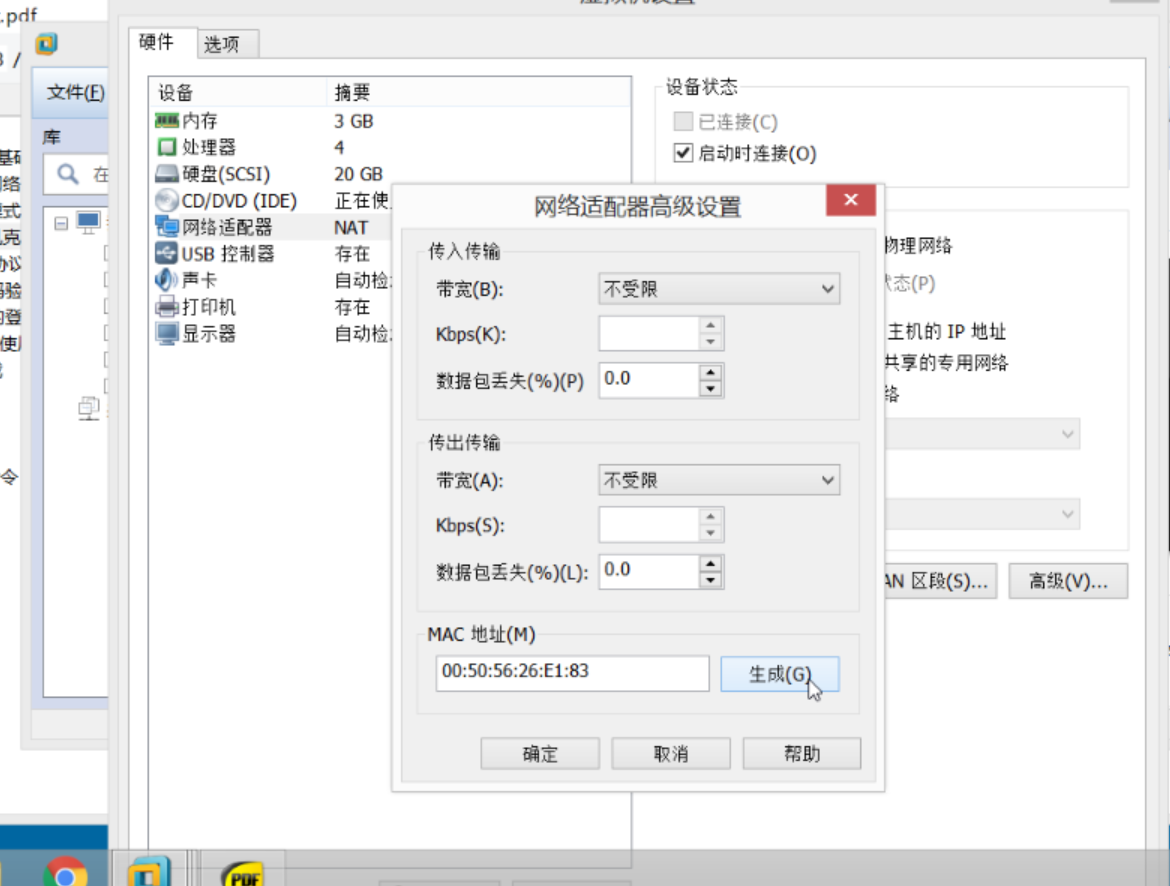 .pdf
虚拟机设置
硬件
选项
文件(F)
库
设备
摘要
内存
3 GB
处理器
4
硬盘(SCSI)
20 GB
CD/DVD (IDE)
正在使
网络适配器
NAT
USB 控制器
存在
声卡
自动检
打印机
存在
显示器
自动检
设备状态
已连接(C)
启动时连接(O)
物理网络
状态(P)
主机的 IP 地址
共享的专用网络
络
AN 区段(S)...
高级(V)...
网络适配器高级设置
传入传输
带宽(B):
不受限
Kbps(K):
数据包丢失(%)(P)
0.0
传出传输
带宽(A):
不受限
Kbps(S):
数据包丢失(%)(L):
0.0
MAC 地址(M)
00:50:56:26:E1:83
生成(G)
确定
取消
帮助
在
令
PDF